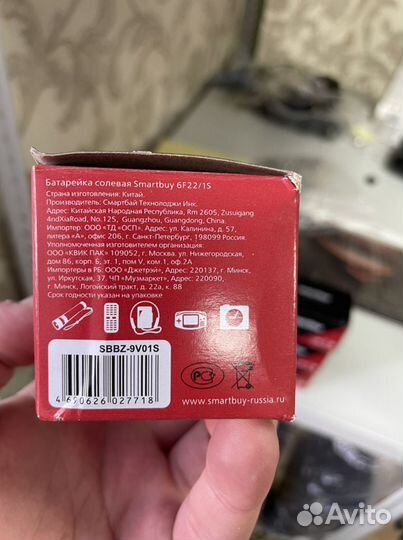 Батарейка солевая Smartbuy 6F22/1S
Страна изготовления: Китай.
Производитель: Смартбай Технолоджи Инк.
Адрес: Китайская Народная Республика, Rm 2605, Zusuigang
4ndXiaRoad, No.125, Guangzhou, Guangdong, China.
Импортер: ООО «ТД «ОСП». Адрес: ул. Калинина, д. 57,
литера «А», офис 206, г. Санкт-Петербург, 198099 Россия.
Уполномоченная изготовителем организация:
ООО «КВИК ПАК» 109052, г. Москва, ул. Нижегородская,
дом 86, корп. Б, эт. 1, пом V, ком.1, оф.2А
Импортеры в РБ: ООО «Джетрэй», Адрес: 220137, г. Минск,
ул. Иркутская, 37. ЧП «Музмаркет», Адрес: 220090,
г. Минск, Логойский тракт, д. 22а, к. 88
Срок годности указан на упаковке
SBBZ-9V01S
4 690626 027718
РСТ
www.smartbuy-russia.ru
Avito